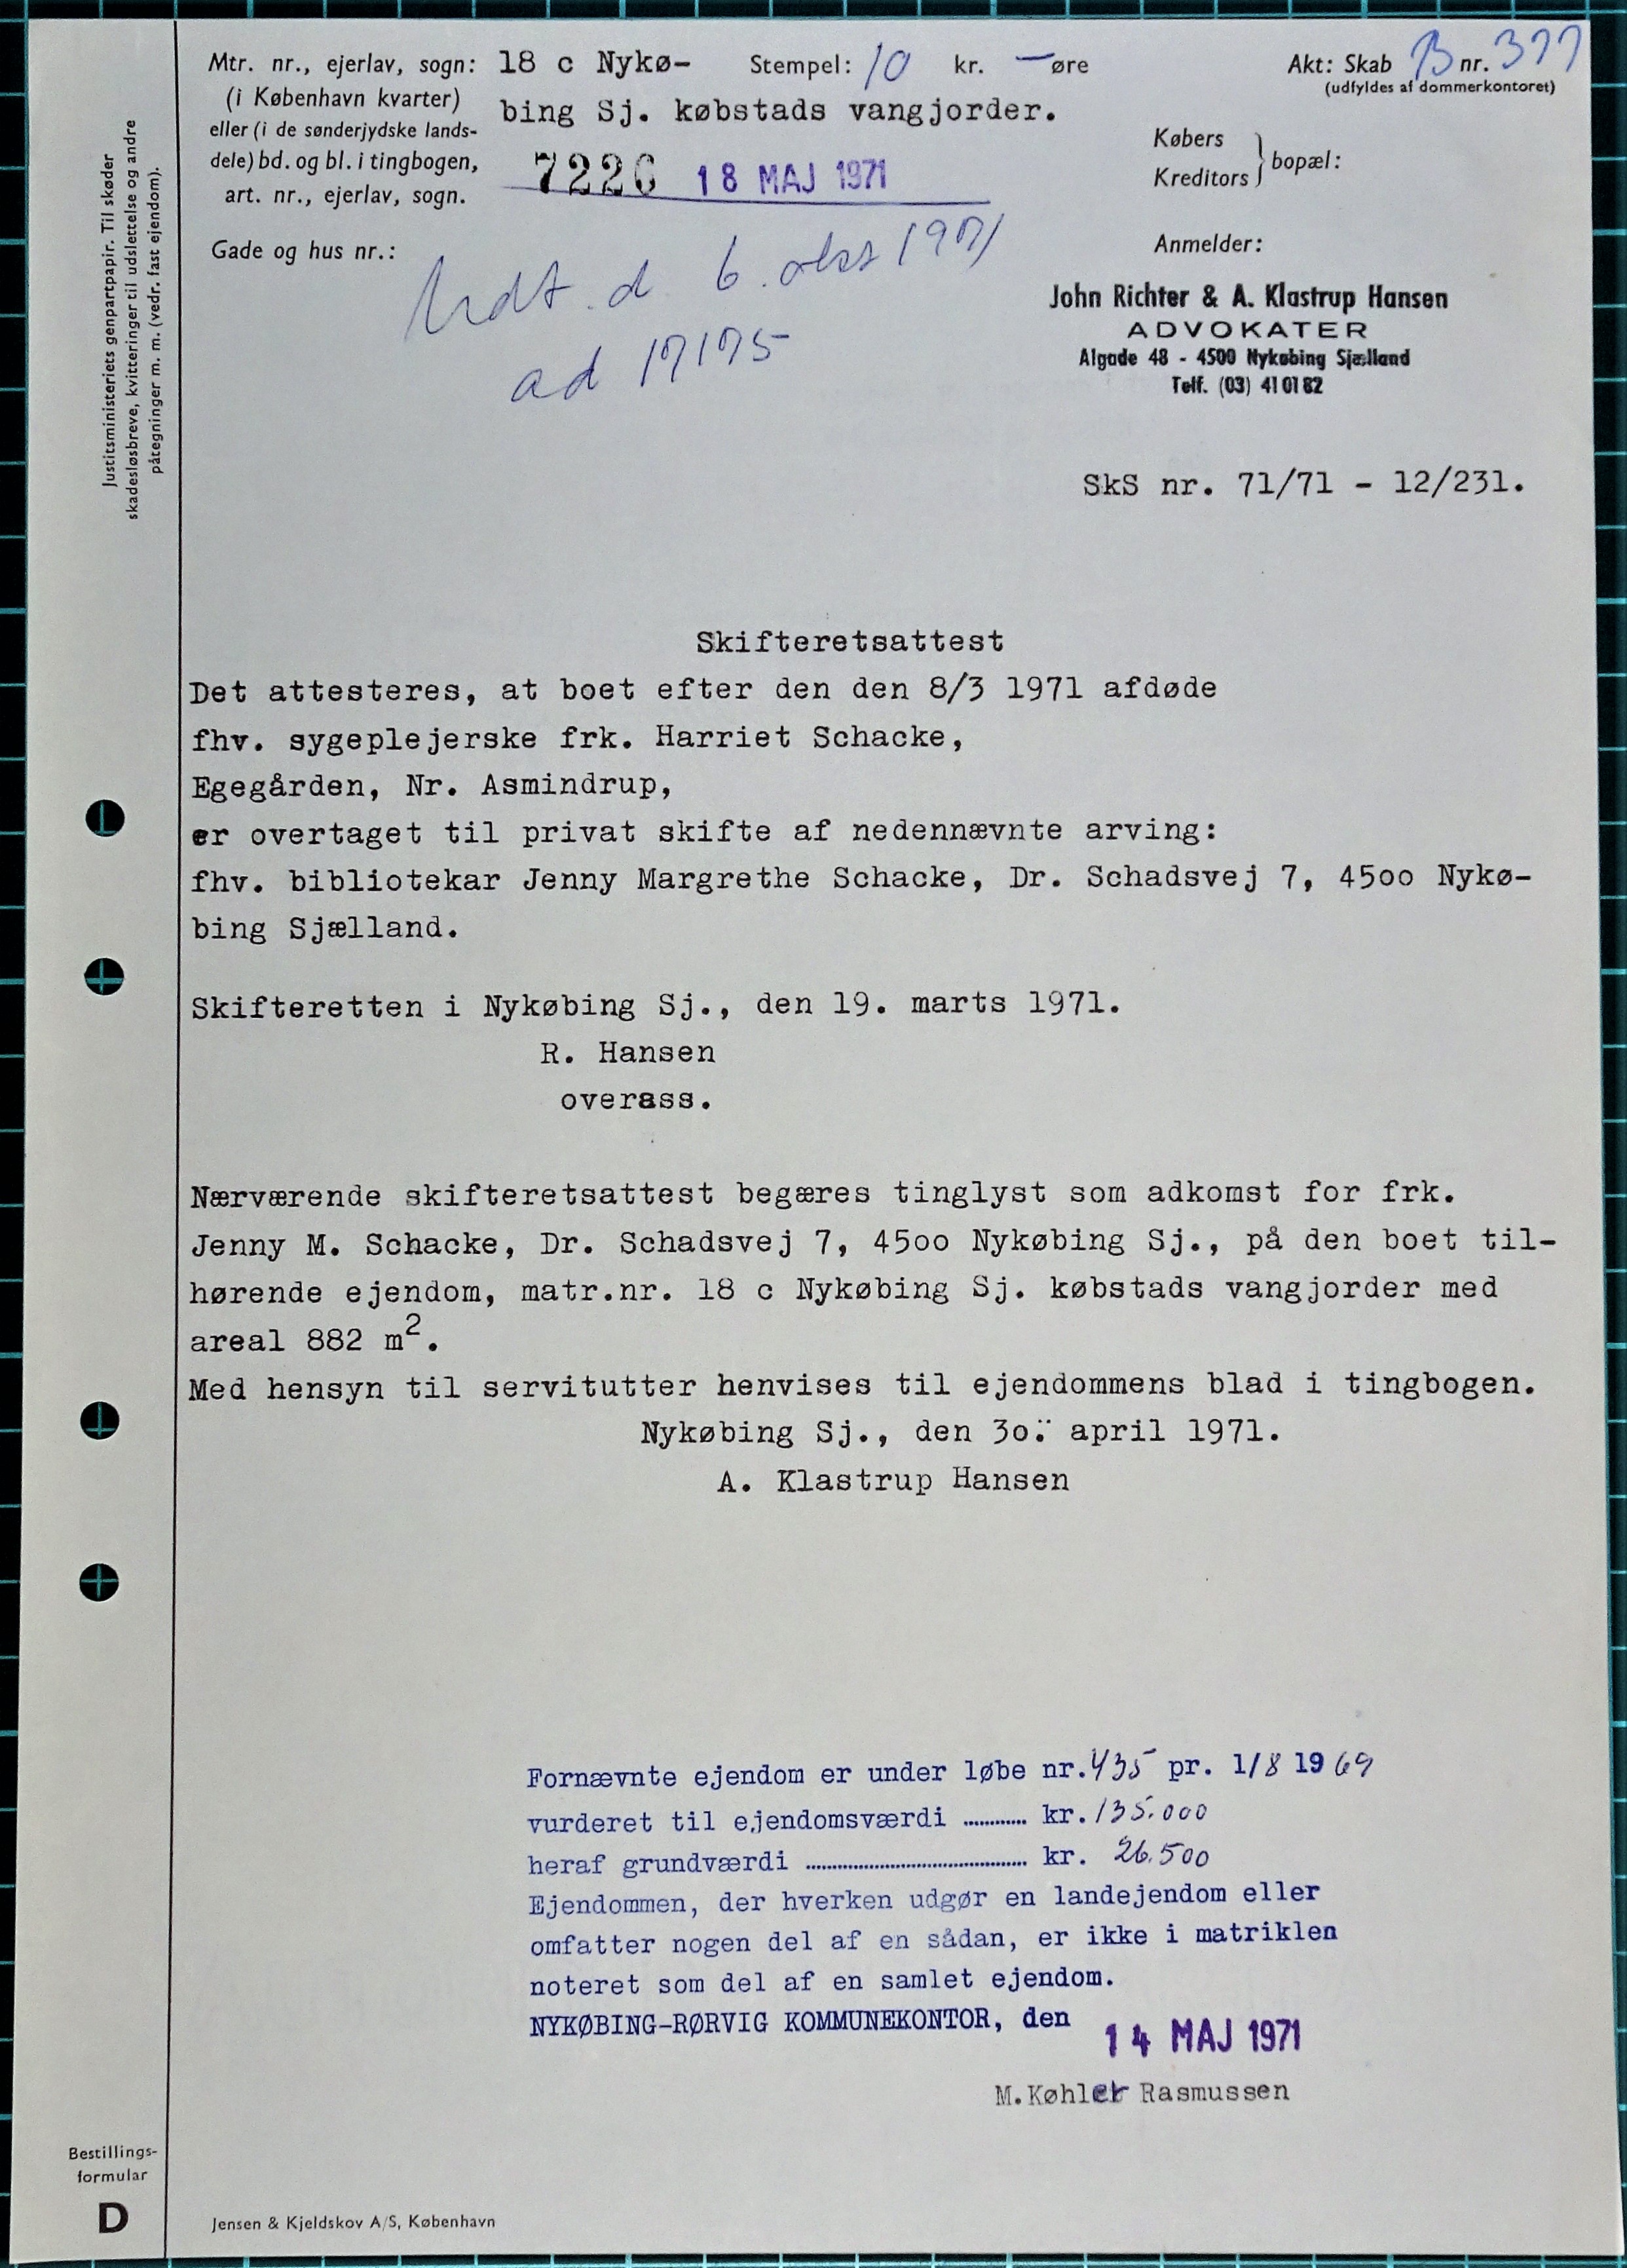 Mtr. nr., ejerlav, sogn: 18 c Nykø-
(i København kvarter)
bing Sj. købstads vangjorder.
eller (i de sønderjydske lands-
dele) bd. og bl. i tingbogen,
art. nr., ejerlav, sogn.
Stempel: 10 kr. — øre
Akt: Skab B nr. 377
(udfyldes af dommerkontoret)
7226 18 MAJ 1971
Købers
Kreditors } bopæl:
Gade og hus nr.:
d 6. okt 1971
ad 17175
Anmelder:
John Richter & A. Klastrup Hansen
ADVOKATER
Algade 48 - 4500 Nykøbing Sjælland
Telf. (03) 41 01 82
SkS nr. 71/71 - 12/231.
Justitsministeriets genpartpapir. Til skøder
skadesløsbreve, kvitteringer til udslettelse og andre
påtegninger m. m. (vedr. fast ejendom).
Skifteretsattest
Det attesteres, at boet efter den den 8/3 1971 afdøde
fhv. sygeplejerske frk. Harriet Schacke,
Egegården, Nr. Asmindrup,
er overtaget til privat skifte af nedennævnte arving:
fhv. bibliotekar Jenny Margrethe Schacke, Dr. Schadsvej 7, 4500 Nykø-
bing Sjælland.
Skifteretten i Nykøbing Sj., den 19. marts 1971.
R. Hansen
overass.
Nærværende skifteretsattest begæres tinglyst som adkomst for frk.
Jenny M. Schacke, Dr. Schadsvej 7, 4500 Nykøbing Sj., på den boet til-
hørende ejendom, matr.nr. 18 c Nykøbing Sj. købstads vangjorder med
areal 882 m².
Med hensyn til servitutter henvises til ejendommens blad i tingbogen.
Nykøbing Sj., den 30. april 1971.
A. Klastrup Hansen
Fornævnte ejendom er under løbe nr. 435 pr. 1/8 1969
vurderet til ejendomsværdi ........... kr. 135.000
heraf grundværdi ........................................ kr. 26.500
Ejendommen, der hverken udgør en landejendom eller
omfatter nogen del af en sådan, er ikke i matriklen
noteret som del af en samlet ejendom.
NYKØBING-RØRVIG KOMMUNEKONTOR, den 14 MAJ 1971
M. Køhler Rasmussen
Bestillings-
formular
D
Jensen & Kjeldskov A/S, København